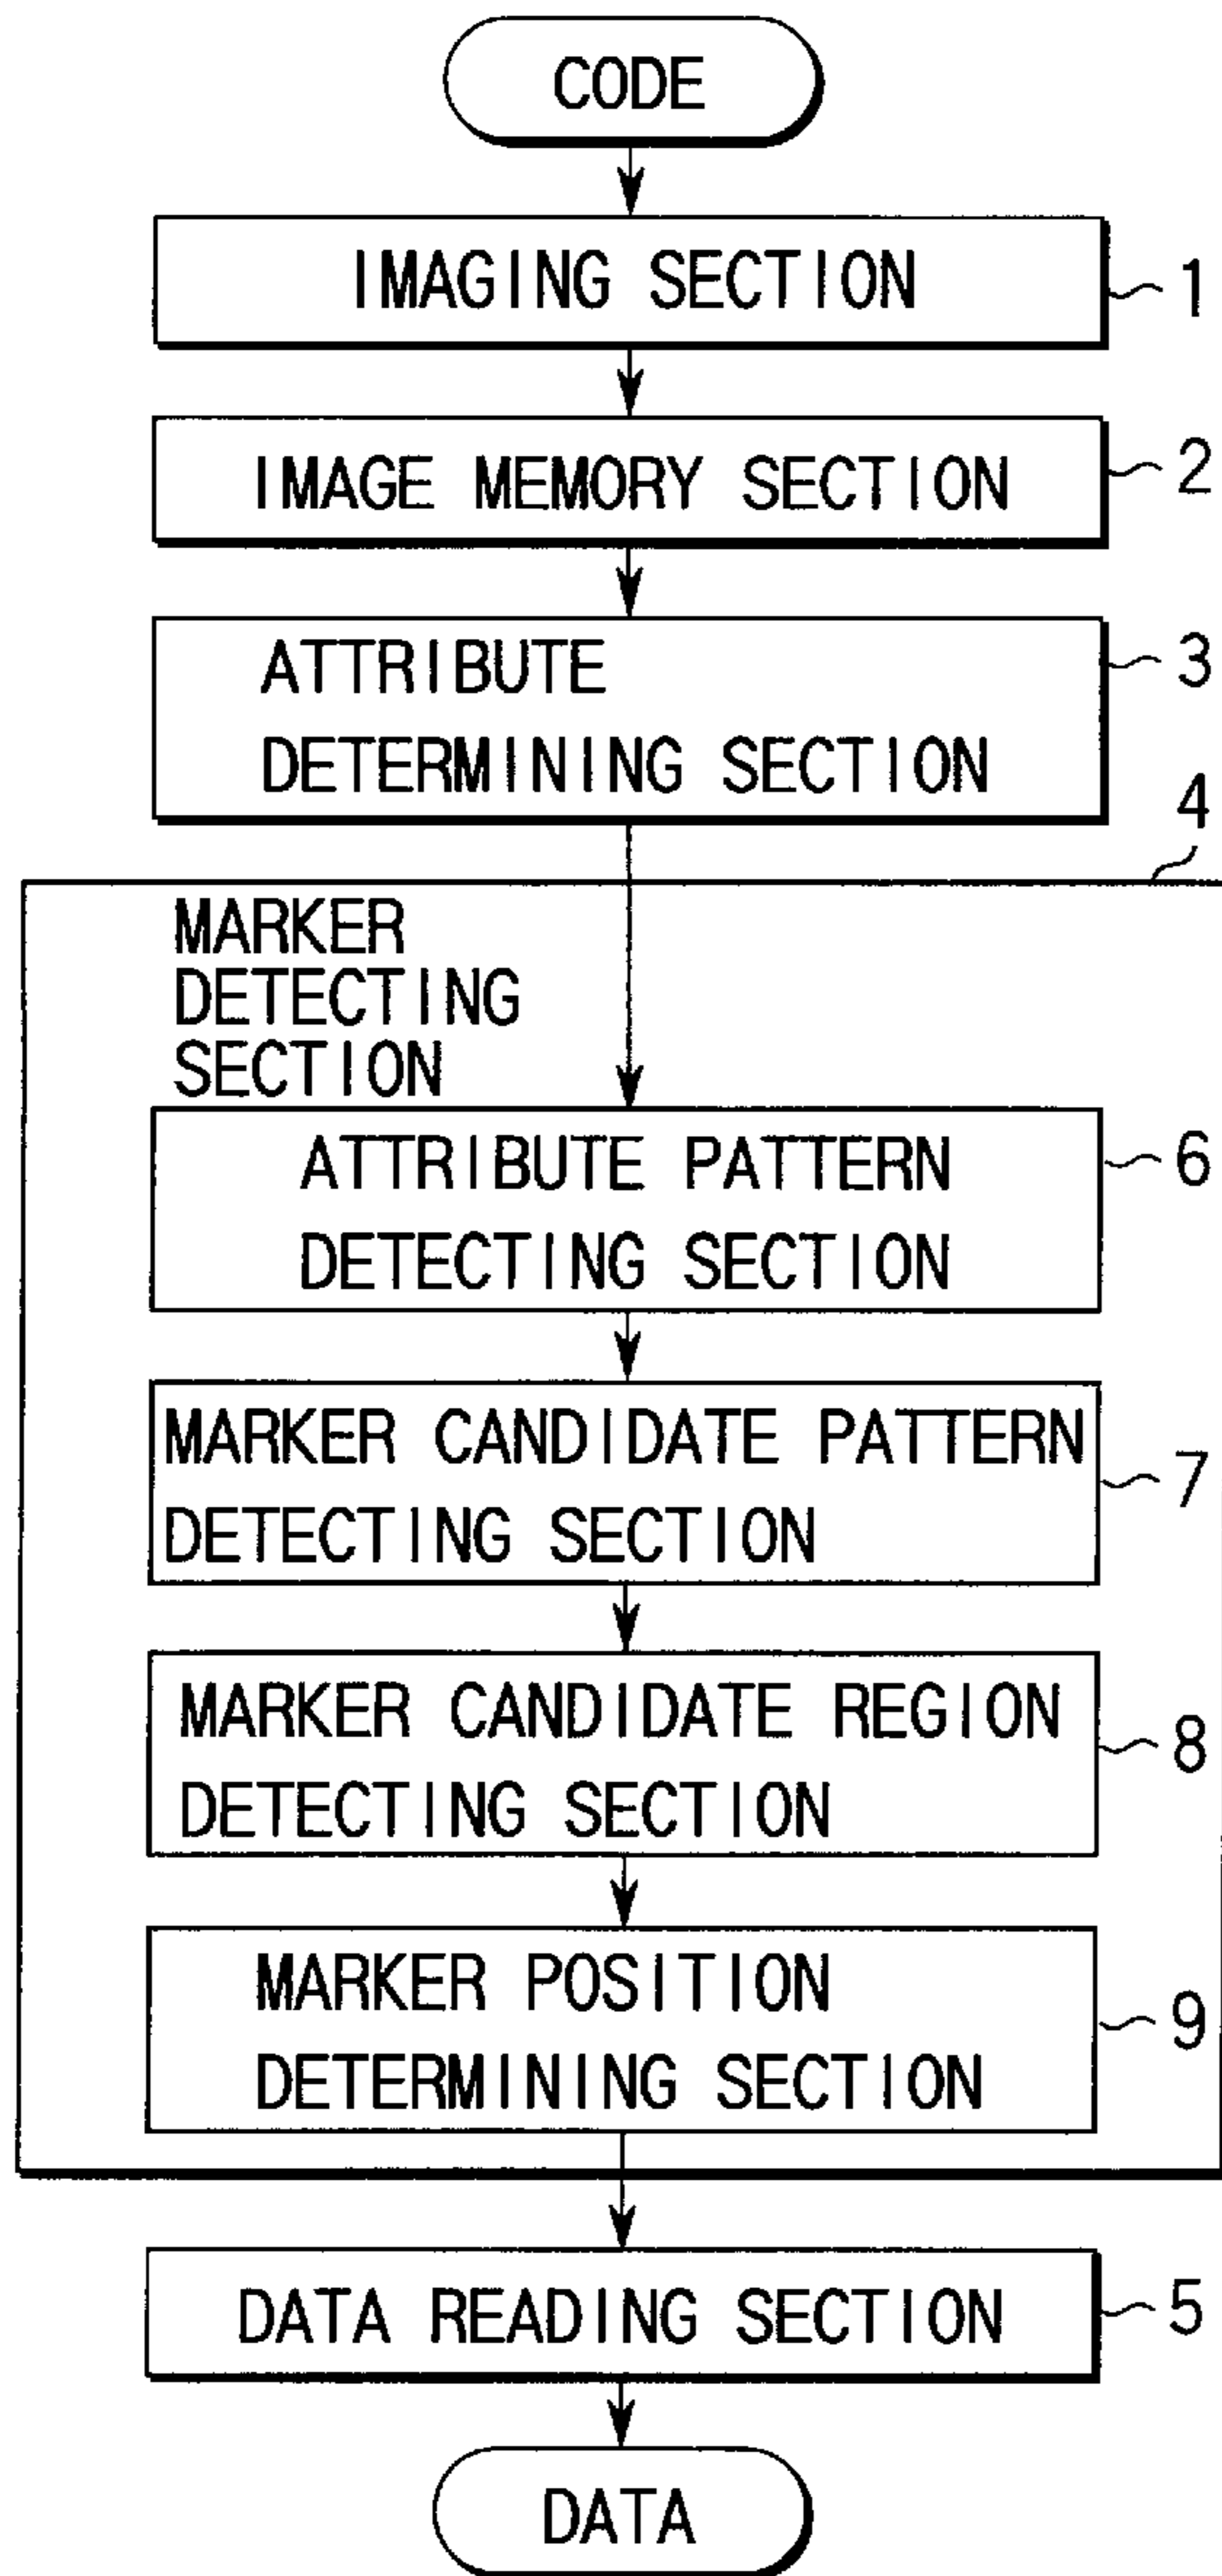 CODE
IMAGING SECTION
1
IMAGE MEMORY SECTION
2
ATTRIBUTE
DETERMINING SECTION
3
4
MARKER
DETECTING
SECTION
ATTRIBUTE PATTERN
DETECTING SECTION
6
MARKER CANDIDATE PATTERN
DETECTING SECTION
7
MARKER CANDIDATE REGION
DETECTING SECTION
8
MARKER POSITION
DETERMINING SECTION
9
DATA READING SECTION
5
DATA